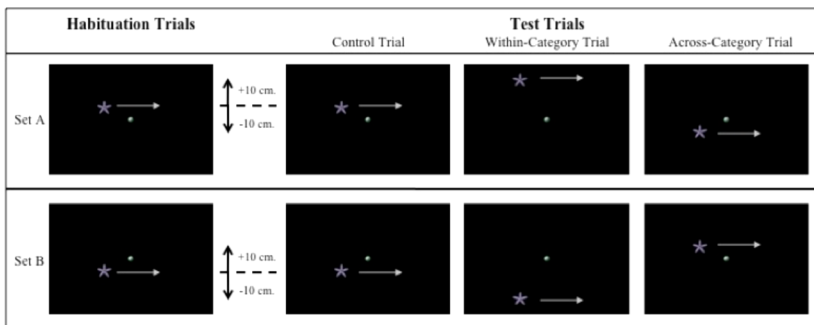 Habituation Trials
Test Trials
Control Trial
Within-Category Trial
Across-Category Trial
Set A
+10 cm.
-10 cm.
Set B
+10 cm.
-10 cm.